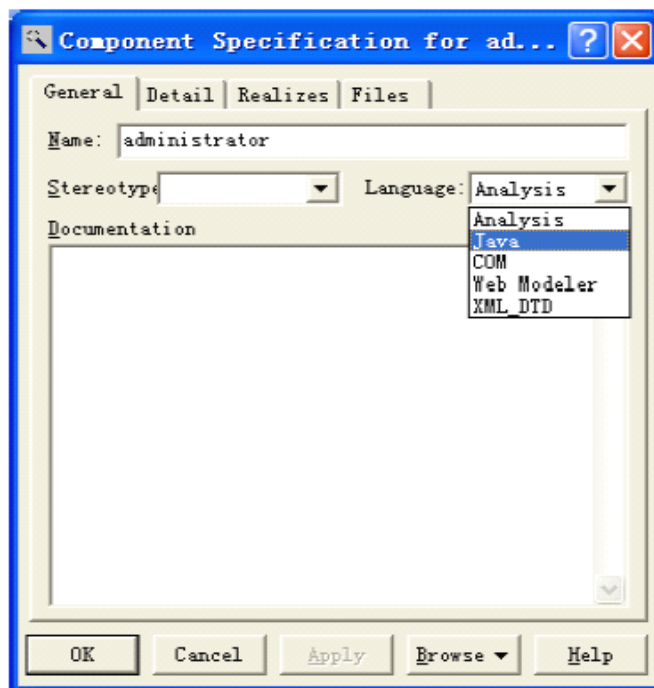 Component Specification for ad...
General Detail Realizes Files
Name: administrator
Stereotype Language: Analysis
Documentation
Analysis
Java
COM
Web Modeler
XML_DTD
OK Cancel Apply Browse Help